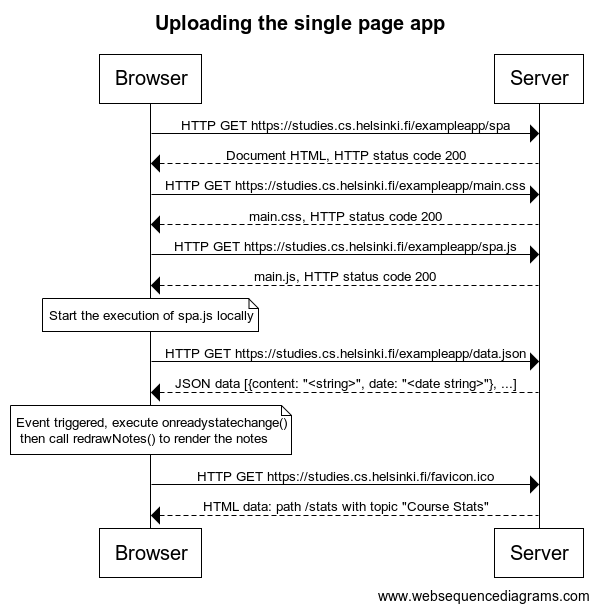 Uploading the single page app
Browser
Server
HTTP GET https://studies.cs.helsinki.fi/exampleapp/spa
Document HTML, HTTP status code 200
HTTP GET https://studies.cs.helsinki.fi/exampleapp/main.css
main.css, HTTP status code 200
HTTP GET https://studies.cs.helsinki.fi/exampleapp/spa.js
main.js, HTTP status code 200
Start the execution of spa.js locally
HTTP GET https://studies.cs.helsinki.fi/exampleapp/data.json
JSON data [{content: "<string>", date: "<date string>"}, ...]
Event triggered, execute onreadystatechange()
then call redrawNotes() to render the notes
HTTP GET https://studies.cs.helsinki.fi/favicon.ico
HTML data: path /stats with topic "Course Stats"
Browser
Server
www.websequencediagrams.com